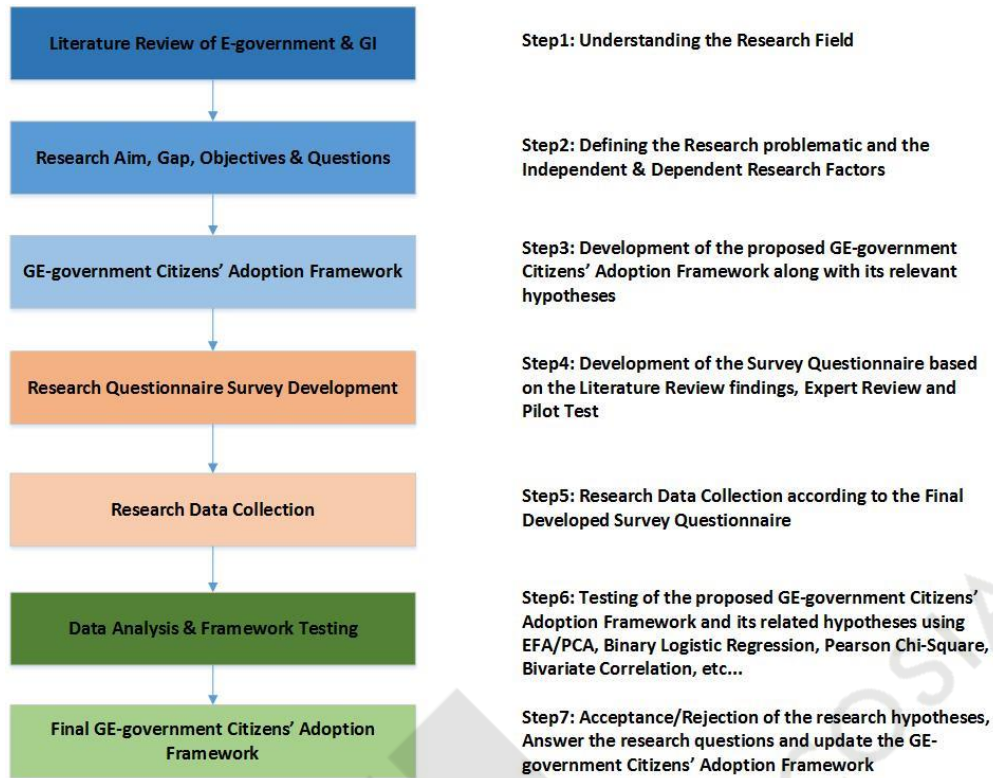 Literature Review of E-government & GI
Step1: Understanding the Research Field
Research Aim, Gap, Objectives & Questions
Step2: Defining the Research problematic and the
Independent & Dependent Research Factors
GE-government Citizens’ Adoption Framework
Step3: Development of the proposed GE-government
Citizens’ Adoption Framework along with its relevant
hypotheses
Research Questionnaire Survey Development
Step4: Development of the Survey Questionnaire based
on the Literature Review findings, Expert Review and
Pilot Test
Research Data Collection
Step5: Research Data Collection according to the Final
Developed Survey Questionnaire
Data Analysis & Framework Testing
Step6: Testing of the proposed GE-government Citizens’
Adoption Framework and its related hypotheses using
EFA/PCA, Binary Logistic Regression, Pearson Chi-Square,
Bivariate Correlation, etc...
Final GE-government Citizens’ Adoption
Framework
Step7: Acceptance/Rejection of the research hypotheses,
Answer the research questions and update the GE-
government Citizens’ Adoption Framework